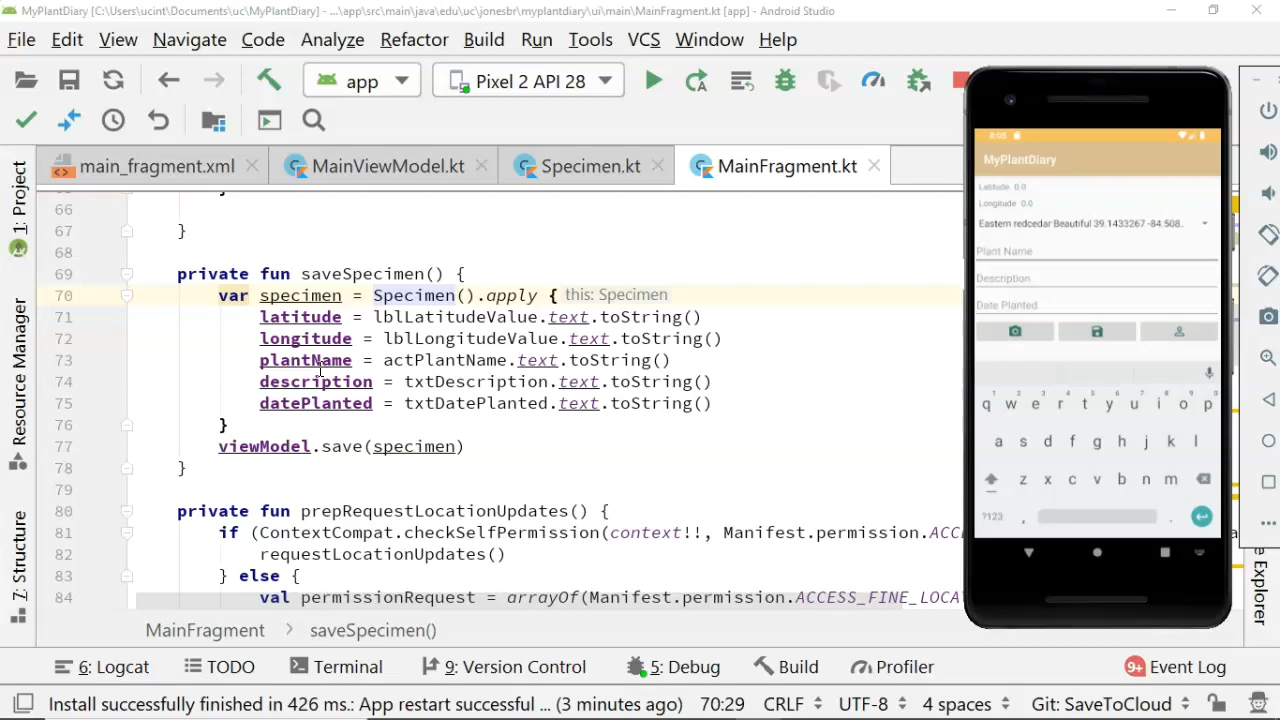 MyPlantDiary [C:\Users\ucint\Documents\uc\MyPlantDiary] - ...\app\src\main\java\edu\uc\jonesbr\myplantdiary\ui\main\MainFragment.kt [app] - Android Studio
File Edit View Navigate Code Analyze Refactor Build Run Tools VCS Window Help
app Pixel 2 API 28
main_fragment.xml MainViewModel.kt Specimen.kt MainFragment.kt
1: Project
Resource Manager
7: Structure
66
67 }
68
69 private fun saveSpecimen() {
70 var specimen = Specimen().apply { this: Specimen
71 latitude = lblLatitudeValue.text.toString()
72 longitude = lblLongitudeValue.text.toString()
73 plantName = actPlantName.text.toString()
74 description = txtDescription.text.toString()
75 datePlanted = txtDatePlanted.text.toString()
76 }
77 viewModel.save(specimen)
78 }
79
80 private fun prepRequestLocationUpdates() {
81 if (ContextCompat.checkSelfPermission(context!!, Manifest.permission.ACC
82 requestLocationUpdates()
83 } else {
84 val permissionRequest = arrayOf(Manifest.permission.ACCESS_FINE_LOCA
8:05
MyPlantDiary
Latitude 0.0
Longitude 0.0
Eastern redcedar Beautiful 39.1433267 -84.508..
Plant Name
Description
Date Planted
q w e r t y u i o p
a s d f g h j k l
z x c v b n m
?123 , .
Explorer
MainFragment > saveSpecimen()
6: Logcat TODO Terminal 9: Version Control 5: Debug Build Profiler 9+ Event Log
Install successfully finished in 426 ms.: App restart successful ... (3 minutes ago) 70:29 CRLF UTF-8 4 spaces Git: SaveToCloud